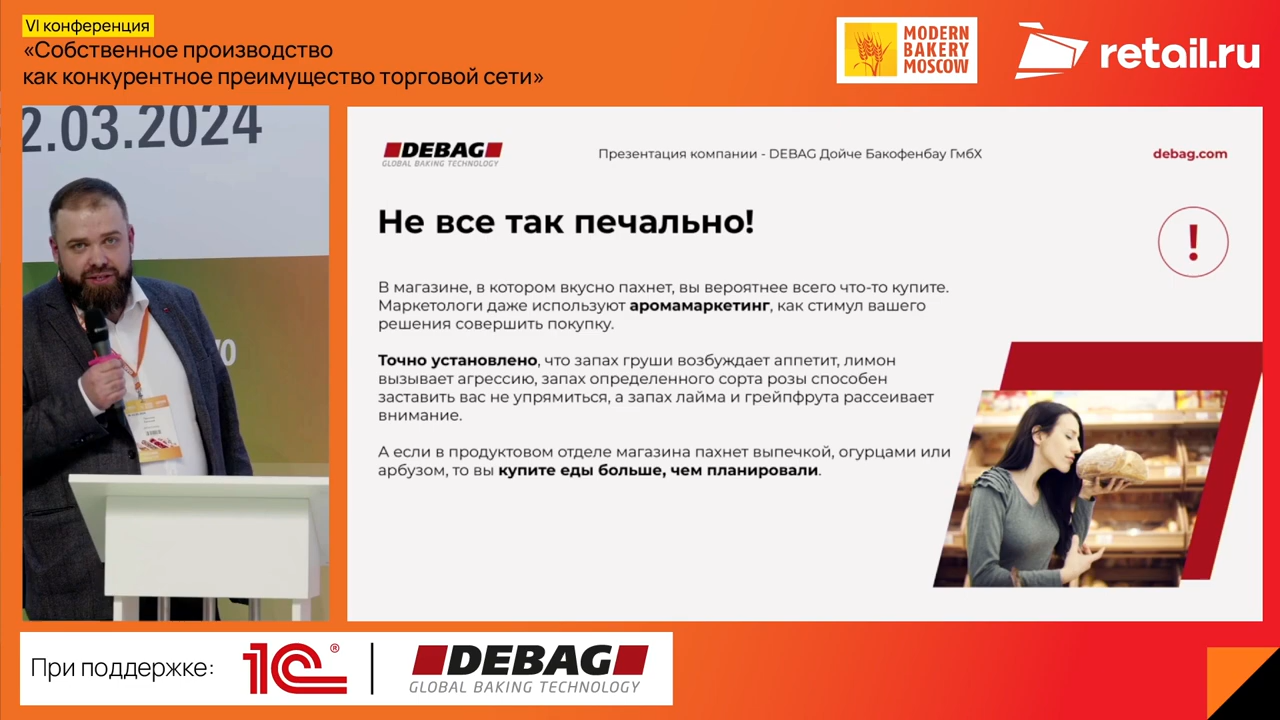 VI конференция
«Собственное производство
как конкурентное преимущество торговой сети»
MODERN
BAKERY
MOSCOW
retail.ru
2.03.2024
DEBAG
GLOBAL BAKING TECHNOLOGY
Презентация компании - DEBAG Дойче Бакофенбау ГмбХ
debag.com
Не все так печально!
!
В магазине, в котором вкусно пахнет, вы вероятнее всего что-то купите.
Маркетологи даже используют аромамаркетинг, как стимул вашего
решения совершить покупку.
Точно установлено, что запах груши возбуждает аппетит, лимон
вызывает агрессию, запах определенного сорта розы способен
заставить вас не упрямиться, а запах лайма и грейпфрута рассеивает
внимание.
А если в продуктовом отделе магазина пахнет выпечкой, огурцами или
арбузом, то вы купите еды больше, чем планировали.
При поддержке:
1С®
DEBAG
GLOBAL BAKING TECHNOLOGY